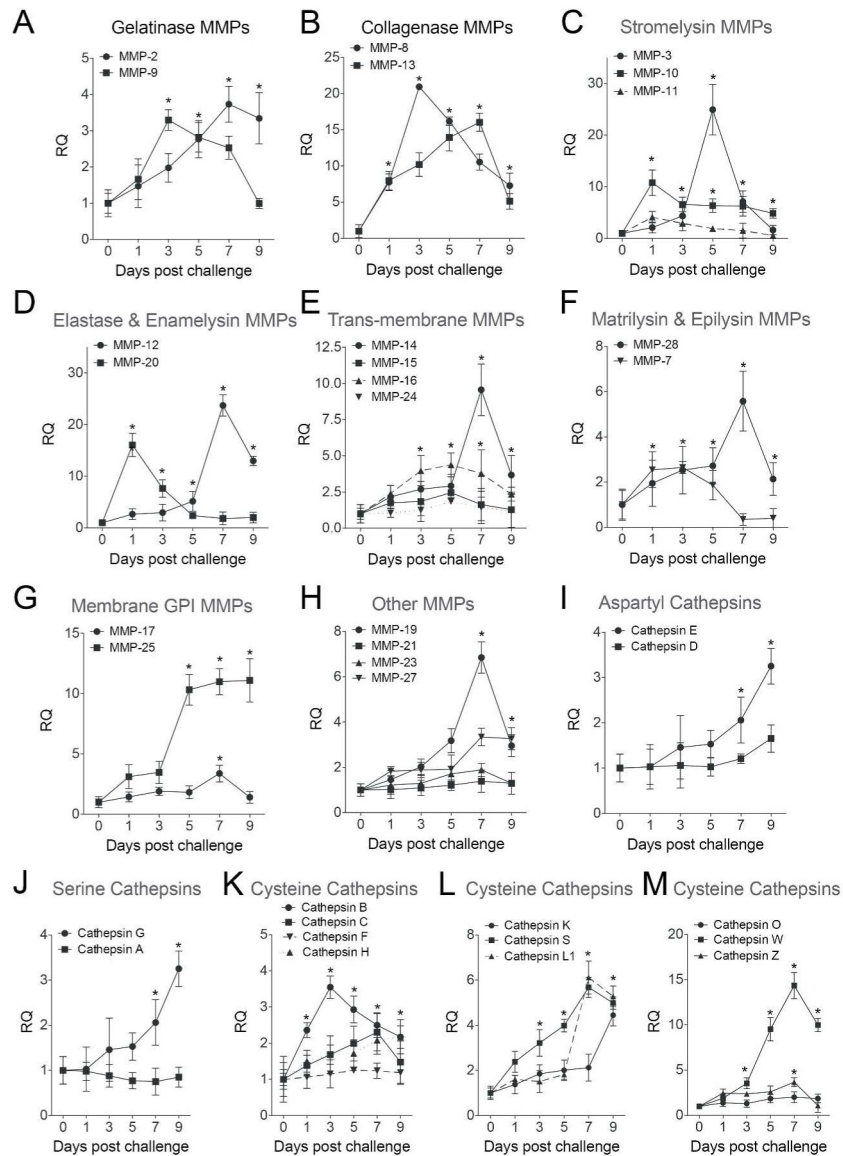 A
Gelatinase MMPs
MMP-2
MMP-9
RQ
5
4
3
2
1
0
* * * * *
0 1 3 5 7 9
Days post challenge
B
Collagenase MMPs
MMP-8
MMP-13
RQ
25
20
15
10
5
0
* * * * *
0 1 3 5 7 9
Days post challenge
C
Stromelysin MMPs
MMP-3
MMP-10
MMP-11
RQ
30
20
10
0
* * * * *
0 1 3 5 7 9
Days post challenge
D
Elastase & Enamelysin MMPs
MMP-12
MMP-20
RQ
30
20
10
0
* * * * *
0 1 3 5 7 9
Days post challenge
E
Trans-membrane MMPs
MMP-14
MMP-15
MMP-16
MMP-24
RQ
12.5
10.0
7.5
5.0
2.5
0
* * * *
0 1 3 5 7 9
Days post challenge
F
Matrilysin & Epilysin MMPs
MMP-28
MMP-7
RQ
8
6
4
2
0
* * * * *
0 1 3 5 7 9
Days post challenge
G
Membrane GPI MMPs
MMP-17
MMP-25
RQ
15
10
5
0
* * * *
0 1 3 5 7 9
Days post challenge
H
Other MMPs
MMP-19
MMP-21
MMP-23
MMP-27
RQ
8
6
4
2
0
* *
0 1 3 5 7 9
Days post challenge
I
Aspartyl Cathepsins
Cathepsin E
Cathepsin D
RQ
4
3
2
1
0
* *
0 1 3 5 7 9
Days post challenge
J
Serine Cathepsins
Cathepsin G
Cathepsin A
RQ
4
3
2
1
0
* *
0 1 3 5 7 9
Days post challenge
K
Cysteine Cathepsins
Cathepsin B
Cathepsin C
Cathepsin F
Cathepsin H
RQ
5
4
3
2
1
0
* * * * *
0 1 3 5 7 9
Days post challenge
L
Cysteine Cathepsins
Cathepsin K
Cathepsin S
Cathepsin L1
RQ
8
6
4
2
0
* * * *
0 1 3 5 7 9
Days post challenge
M
Cysteine Cathepsins
Cathepsin O
Cathepsin W
Cathepsin Z
RQ
20
15
10
5
0
* * * * *
0 1 3 5 7 9
Days post challenge